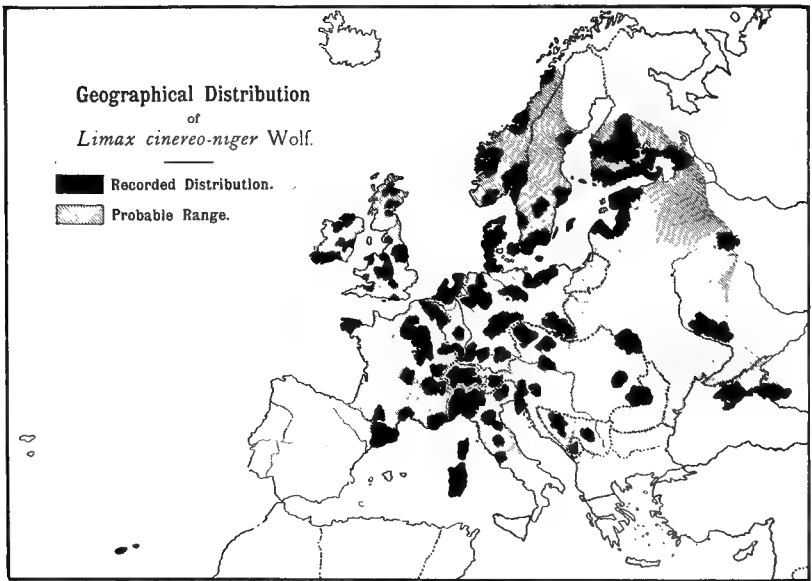 Geographical Distribution
of
Limax cinereo-niger Wolf.
Recorded Distribution.
Probable Range.